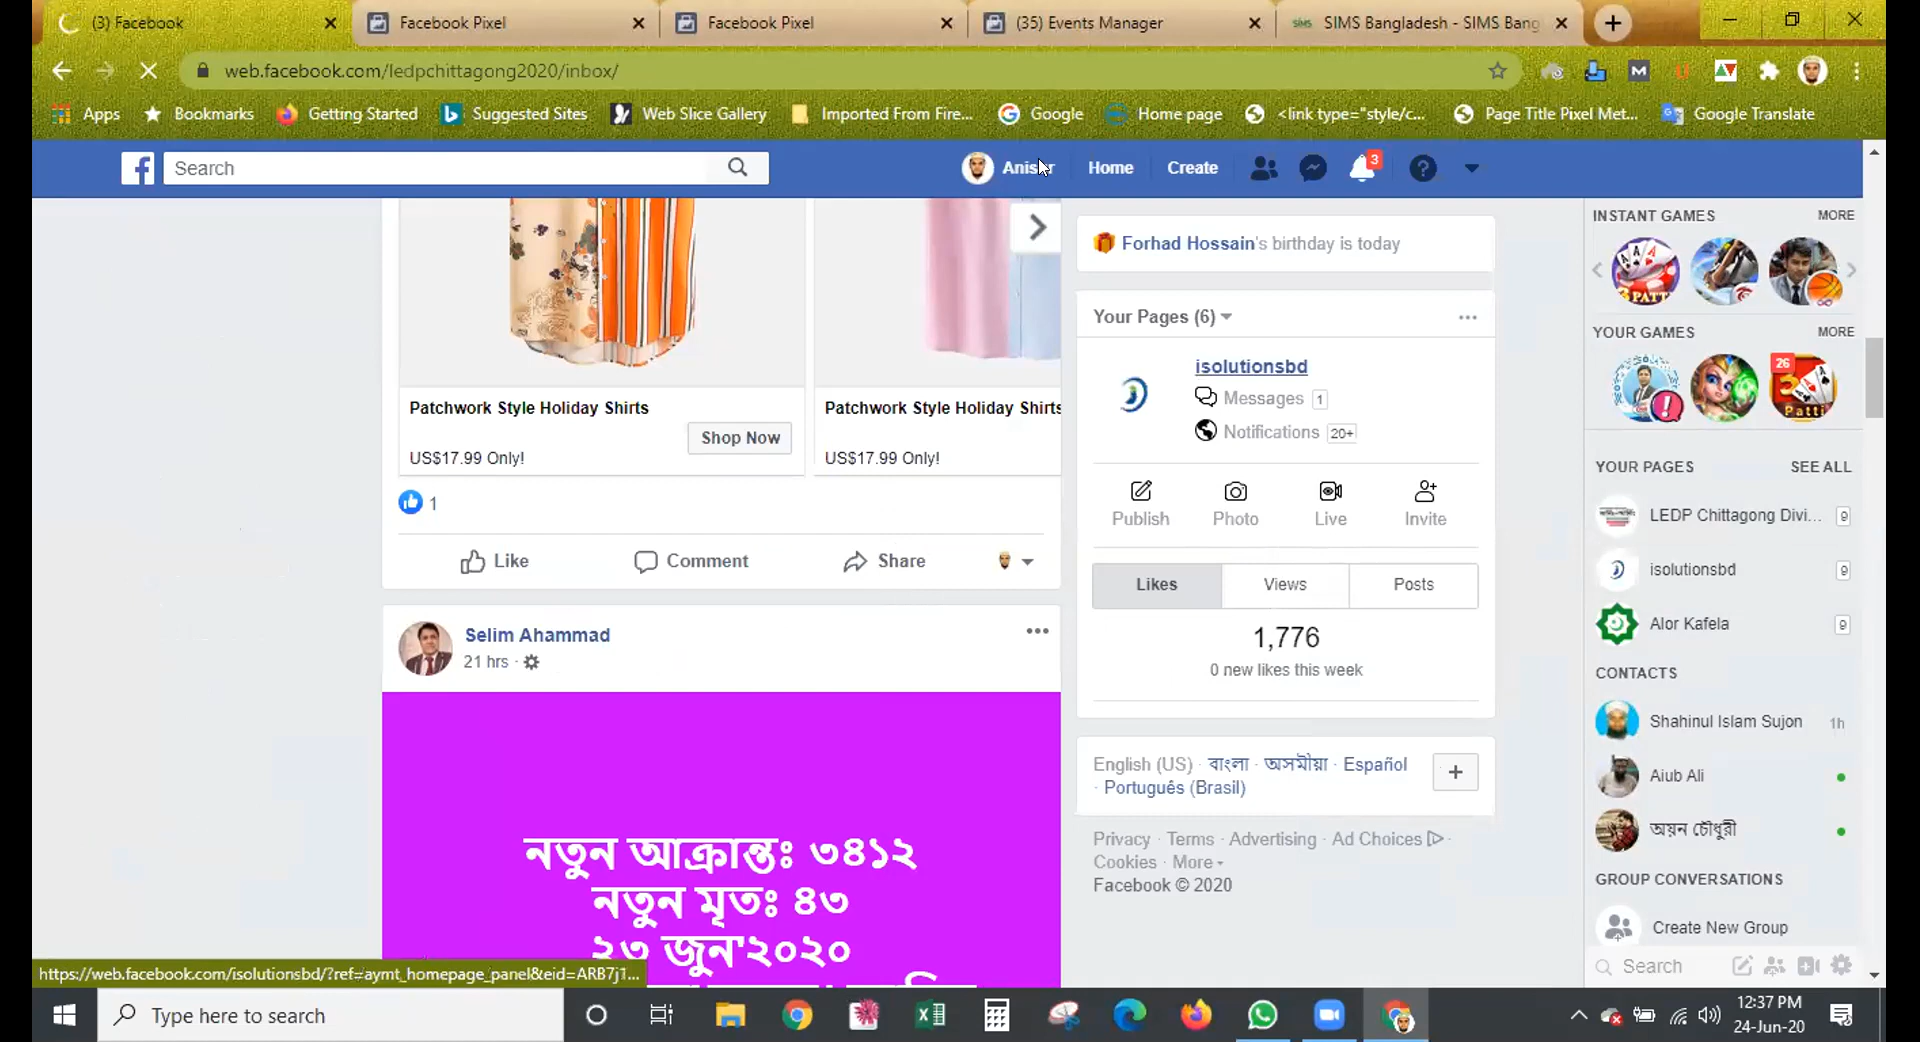 (3) Facebook
Facebook Pixel
Facebook Pixel
(35) Events Manager
SIMS Bangladesh - SIMS Bang
web.facebook.com/ledpchittagong2020/inbox/
Apps
Bookmarks
Getting Started
Suggested Sites
Web Slice Gallery
Imported From Fire...
Google
Home page
<link type="style/c...
Page Title Pixel Met...
Google Translate
Search
Home
Create
3
Patchwork Style Holiday Shirts
US$17.99 Only!
Shop Now
Patchwork Style Holiday Shirts
US$17.99 Only!
1
Like
Comment
Share
Selim Ahammad
21 hrs
নতুন আক্রান্তঃ ৩৪১২
নতুন মৃতঃ ৪৩
২৩ জুন'২০২০
Forhad Hossain's birthday is today
Your Pages (6)
isolutionsbd
Messages 1
Notifications 20+
Publish
Photo
Live
Invite
Likes
Views
Posts
1,776
0 new likes this week
English (US) · বাংলা · অসমীয়া · Español
· Português (Brasil)
Privacy · Terms · Advertising · Ad Choices ·
Cookies · More
Facebook © 2020
INSTANT GAMES
MORE
YOUR GAMES
MORE
26
YOUR PAGES
SEE ALL
LEDP Chittagong Divi...
9
isolutionsbd
9
Alor Kafela
9
CONTACTS
Shahinul Islam Sujon
1h
Aiub Ali
অয়ন চৌধুরী
GROUP CONVERSATIONS
Create New Group
Search
https://web.facebook.com/isolutionsbd/?ref=aymt_homepage_panel&eid=ARB7j1...
Type here to search
12:37 PM
24-Jun-20